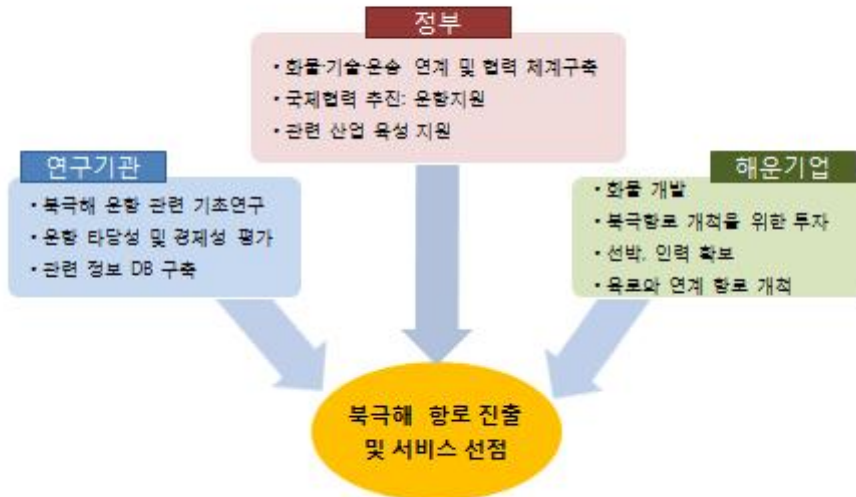 정부
• 화물·기술·운송 연계 및 협력 체계구축
• 국제협력 추진: 운항지원
• 관련 산업 육성 지원
연구기관
• 북극해 운항 관련 기초연구
• 운항 타당성 및 경제성 평가
• 관련 정보 DB 구축
해운기업
• 화물 개발
• 북극항로 개척을 위한 투자
• 선박, 인력 확보
• 육로와 연계 항로 개척
북극해 항로 진출
및 서비스 선점